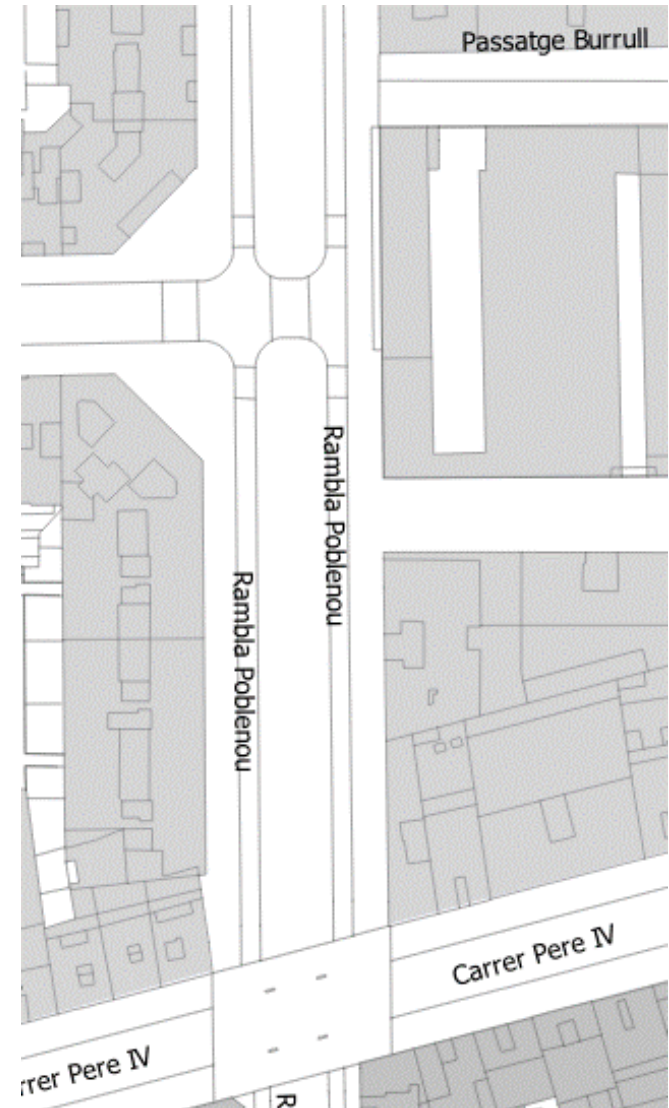 Passatge Burrull
Rambla Poblenou
Rambla Poblenou
Carrer Pere IV
rrer Pere IV
R